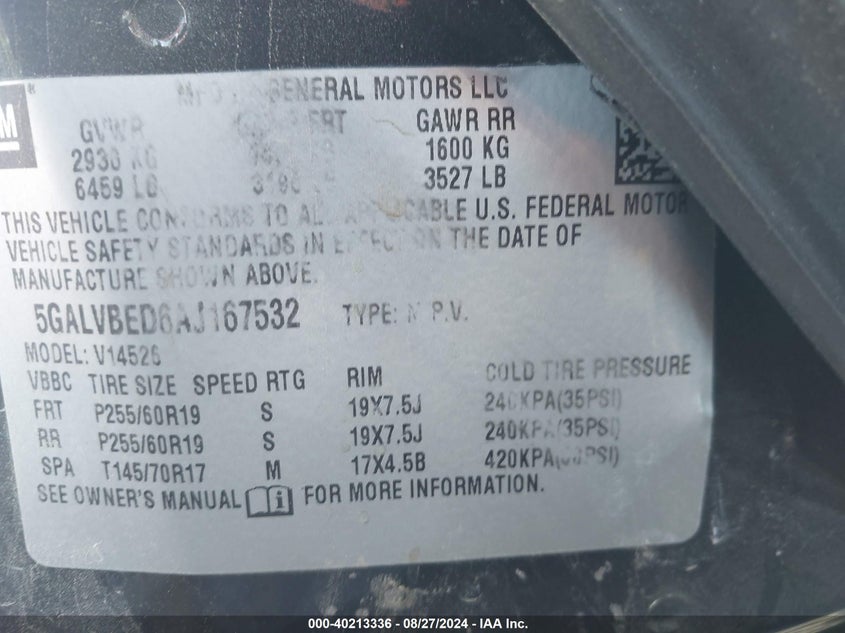 GENERAL MOTORS LLC
M
GVWR GAWR RR
2930 KG 1600 KG
6459 LB 3527 LB
THIS VEHICLE CONFORMS TO ALL APPLICABLE U.S. FEDERAL MOTOR
VEHICLE SAFETY STANDARDS IN EFFECT ON THE DATE OF
MANUFACTURE SHOWN ABOVE.
5GALVBED6AJ167532 TYPE: M.P.V.
MODEL: V14526
VBBC TIRE SIZE SPEED RTG RIM COLD TIRE PRESSURE
FRT P255/60R19 S 19X7.5J 240KPA(35PSI)
RR P255/60R19 S 19X7.5J 240KPA(35PSI)
SPA T145/70R17 M 17X4.5B 420KPA(60PSI)
SEE OWNER'S MANUAL i FOR MORE INFORMATION.
000-40213336 - 08/27/2024 - IAA Inc.